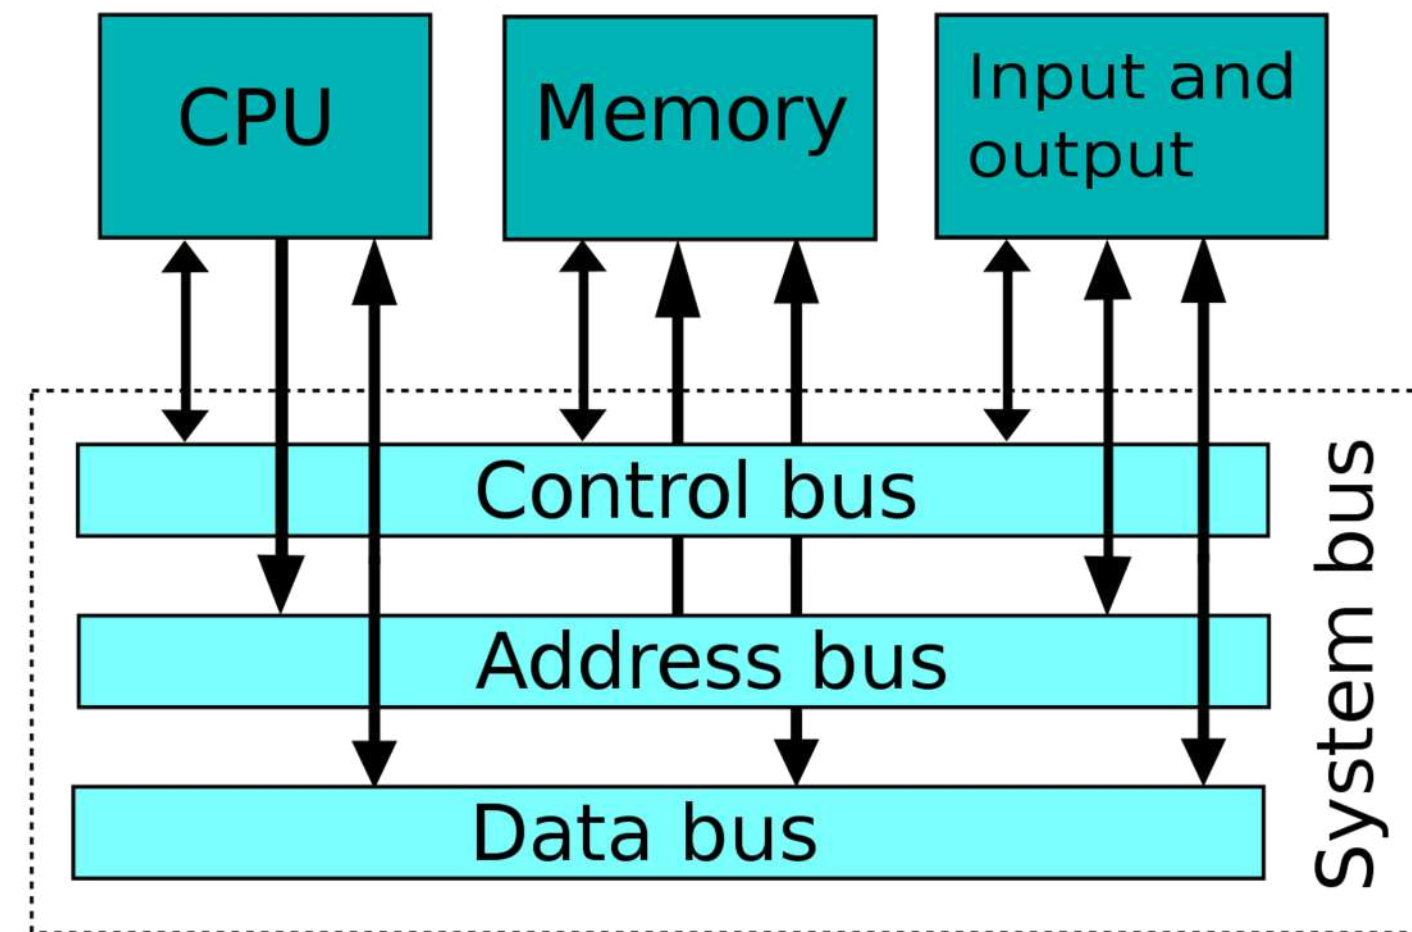 CPU
Memory
Input and
output
Control bus
Address bus
Data bus
System bus